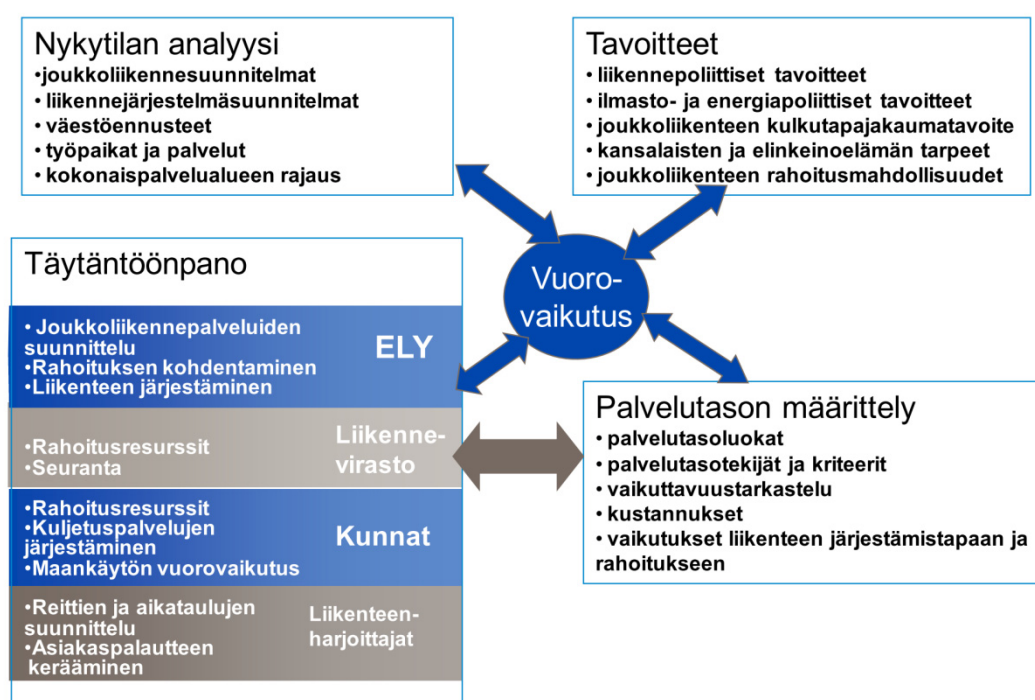 Nykytilan analyysi
•joukkoliikennesuunnitelmat
•liikennejärjestelmäsuunnitelmat
• väestöennusteet
• työpaikat ja palvelut
• kokonaispalvelualueen rajaus
Tavoitteet
• liikennepoliittiset tavoitteet
• ilmasto- ja energiapoliittiset tavoitteet
• joukkoliikenteen kulkutapajakaumatavoite
• kansalaisten ja elinkeinoelämän tarpeet
• joukkoliikenteen rahoitusmahdollisuudet
Vuoro-
vaikutus
Täytäntöönpano
• Joukkoliikennepalveluiden
suunnittelu
•Rahoituksen kohdentaminen
•Liikenteen järjestäminen
ELY
•Rahoitusresurssit
•Seuranta
Liikenne-
virasto
•Rahoitusresurssit
•Kuljetuspalvelujen
järjestäminen
•Maankäytön vuorovaikutus
Kunnat
•Reittien ja aikataulujen
suunnittelu
•Asiakaspalautteen
kerääminen
Liikenteen-
harjoittajat
Palvelutason määrittely
• palvelutasoluokat
• palvelutasotekijät ja kriteerit
• vaikuttavuustarkastelu
• kustannukset
• vaikutukset liikenteen järjestämistapaan ja
rahoitukseen